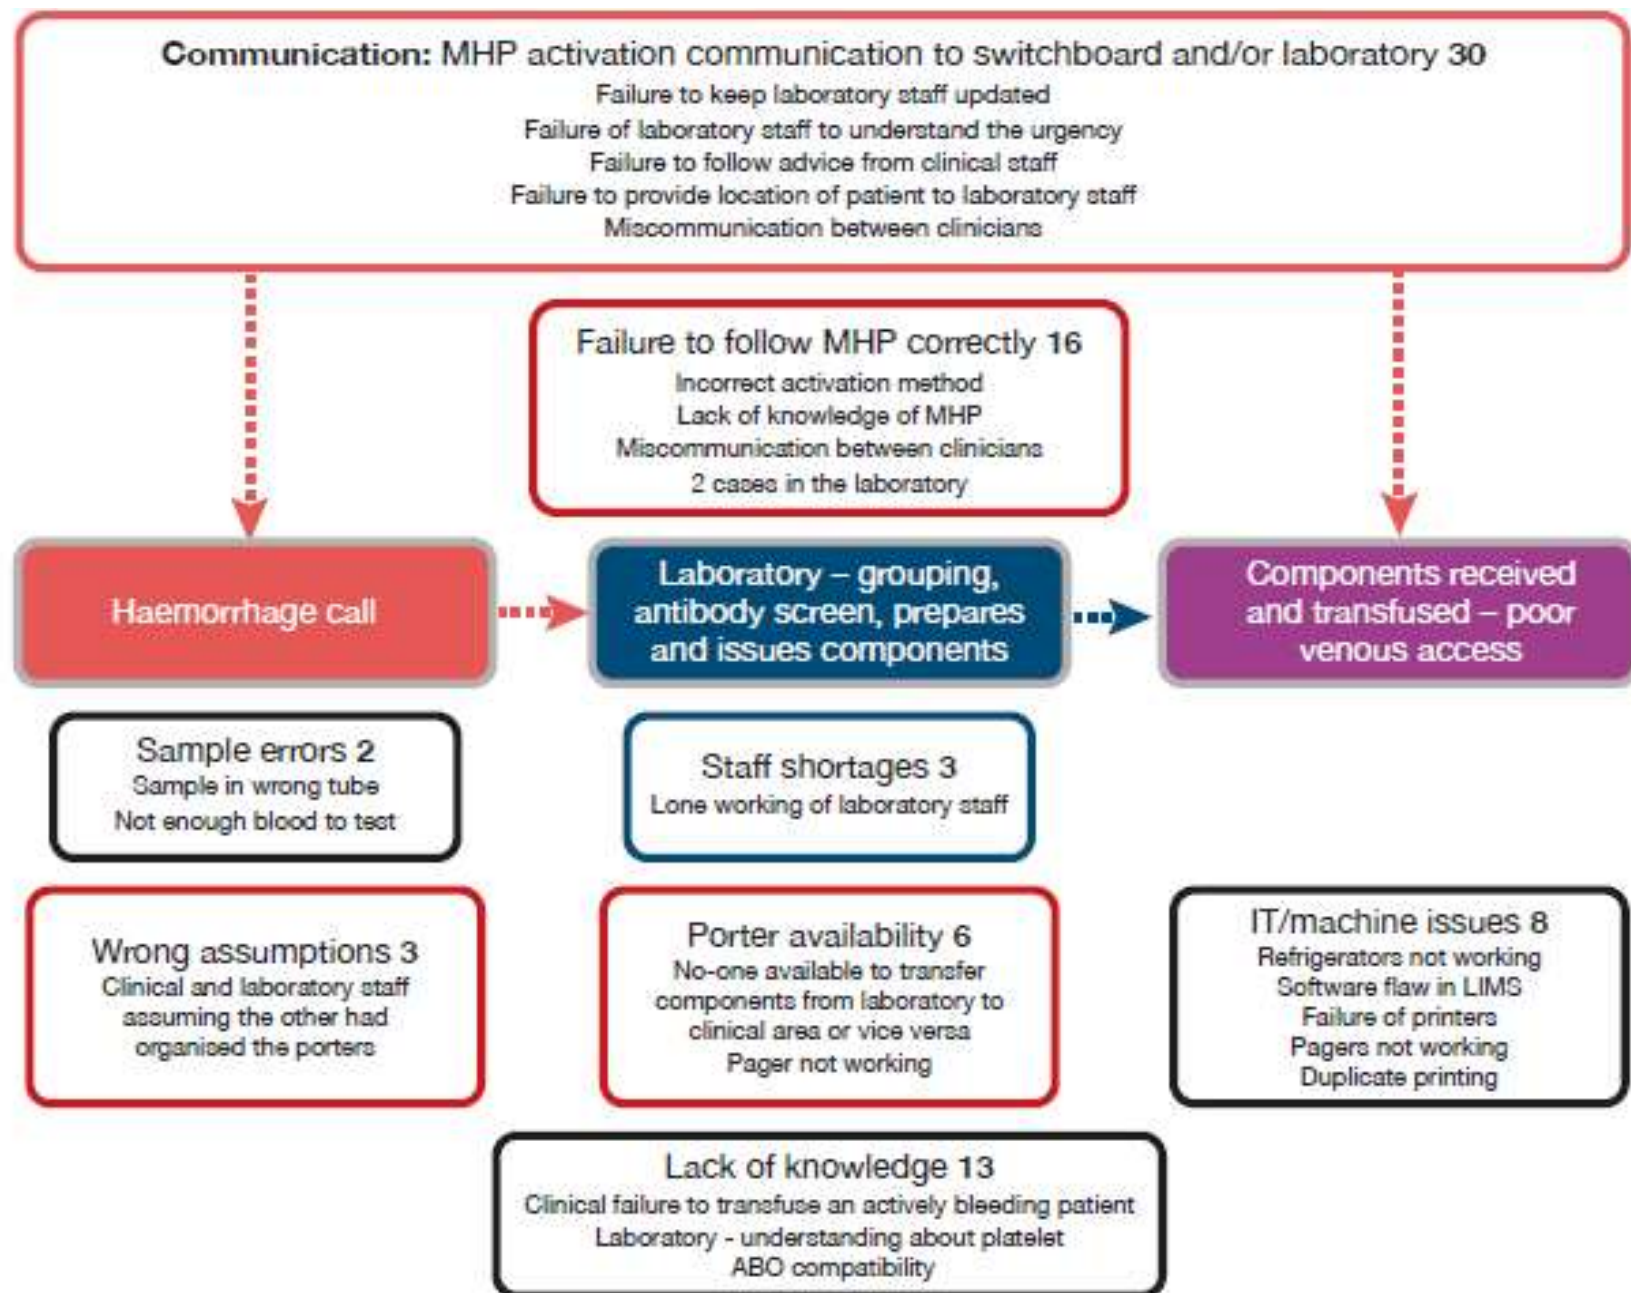 Communication: MHP activation communication to switchboard and/or laboratory 30
Failure to keep laboratory staff updated
Failure of laboratory staff to understand the urgency
Failure to follow advice from clinical staff
Failure to provide location of patient to laboratory staff
Miscommunication between clinicians
Failure to follow MHP correctly 16
Incorrect activation method
Lack of knowledge of MHP
Miscommunication between clinicians
2 cases in the laboratory
Haemorrhage call
Laboratory – grouping,
antibody screen, prepares
and issues components
Components received
and transfused – poor
venous access
Sample errors 2
Sample in wrong tube
Not enough blood to test
Staff shortages 3
Lone working of laboratory staff
Wrong assumptions 3
Clinical and laboratory staff
assuming the other had
organised the porters
Porter availability 6
No-one available to transfer
components from laboratory to
clinical area or vice versa
Pager not working
IT/machine issues 8
Refrigerators not working
Software flaw in LIMS
Failure of printers
Pagers not working
Duplicate printing
Lack of knowledge 13
Clinical failure to transfuse an actively bleeding patient
Laboratory - understanding about platelet
ABO compatibility